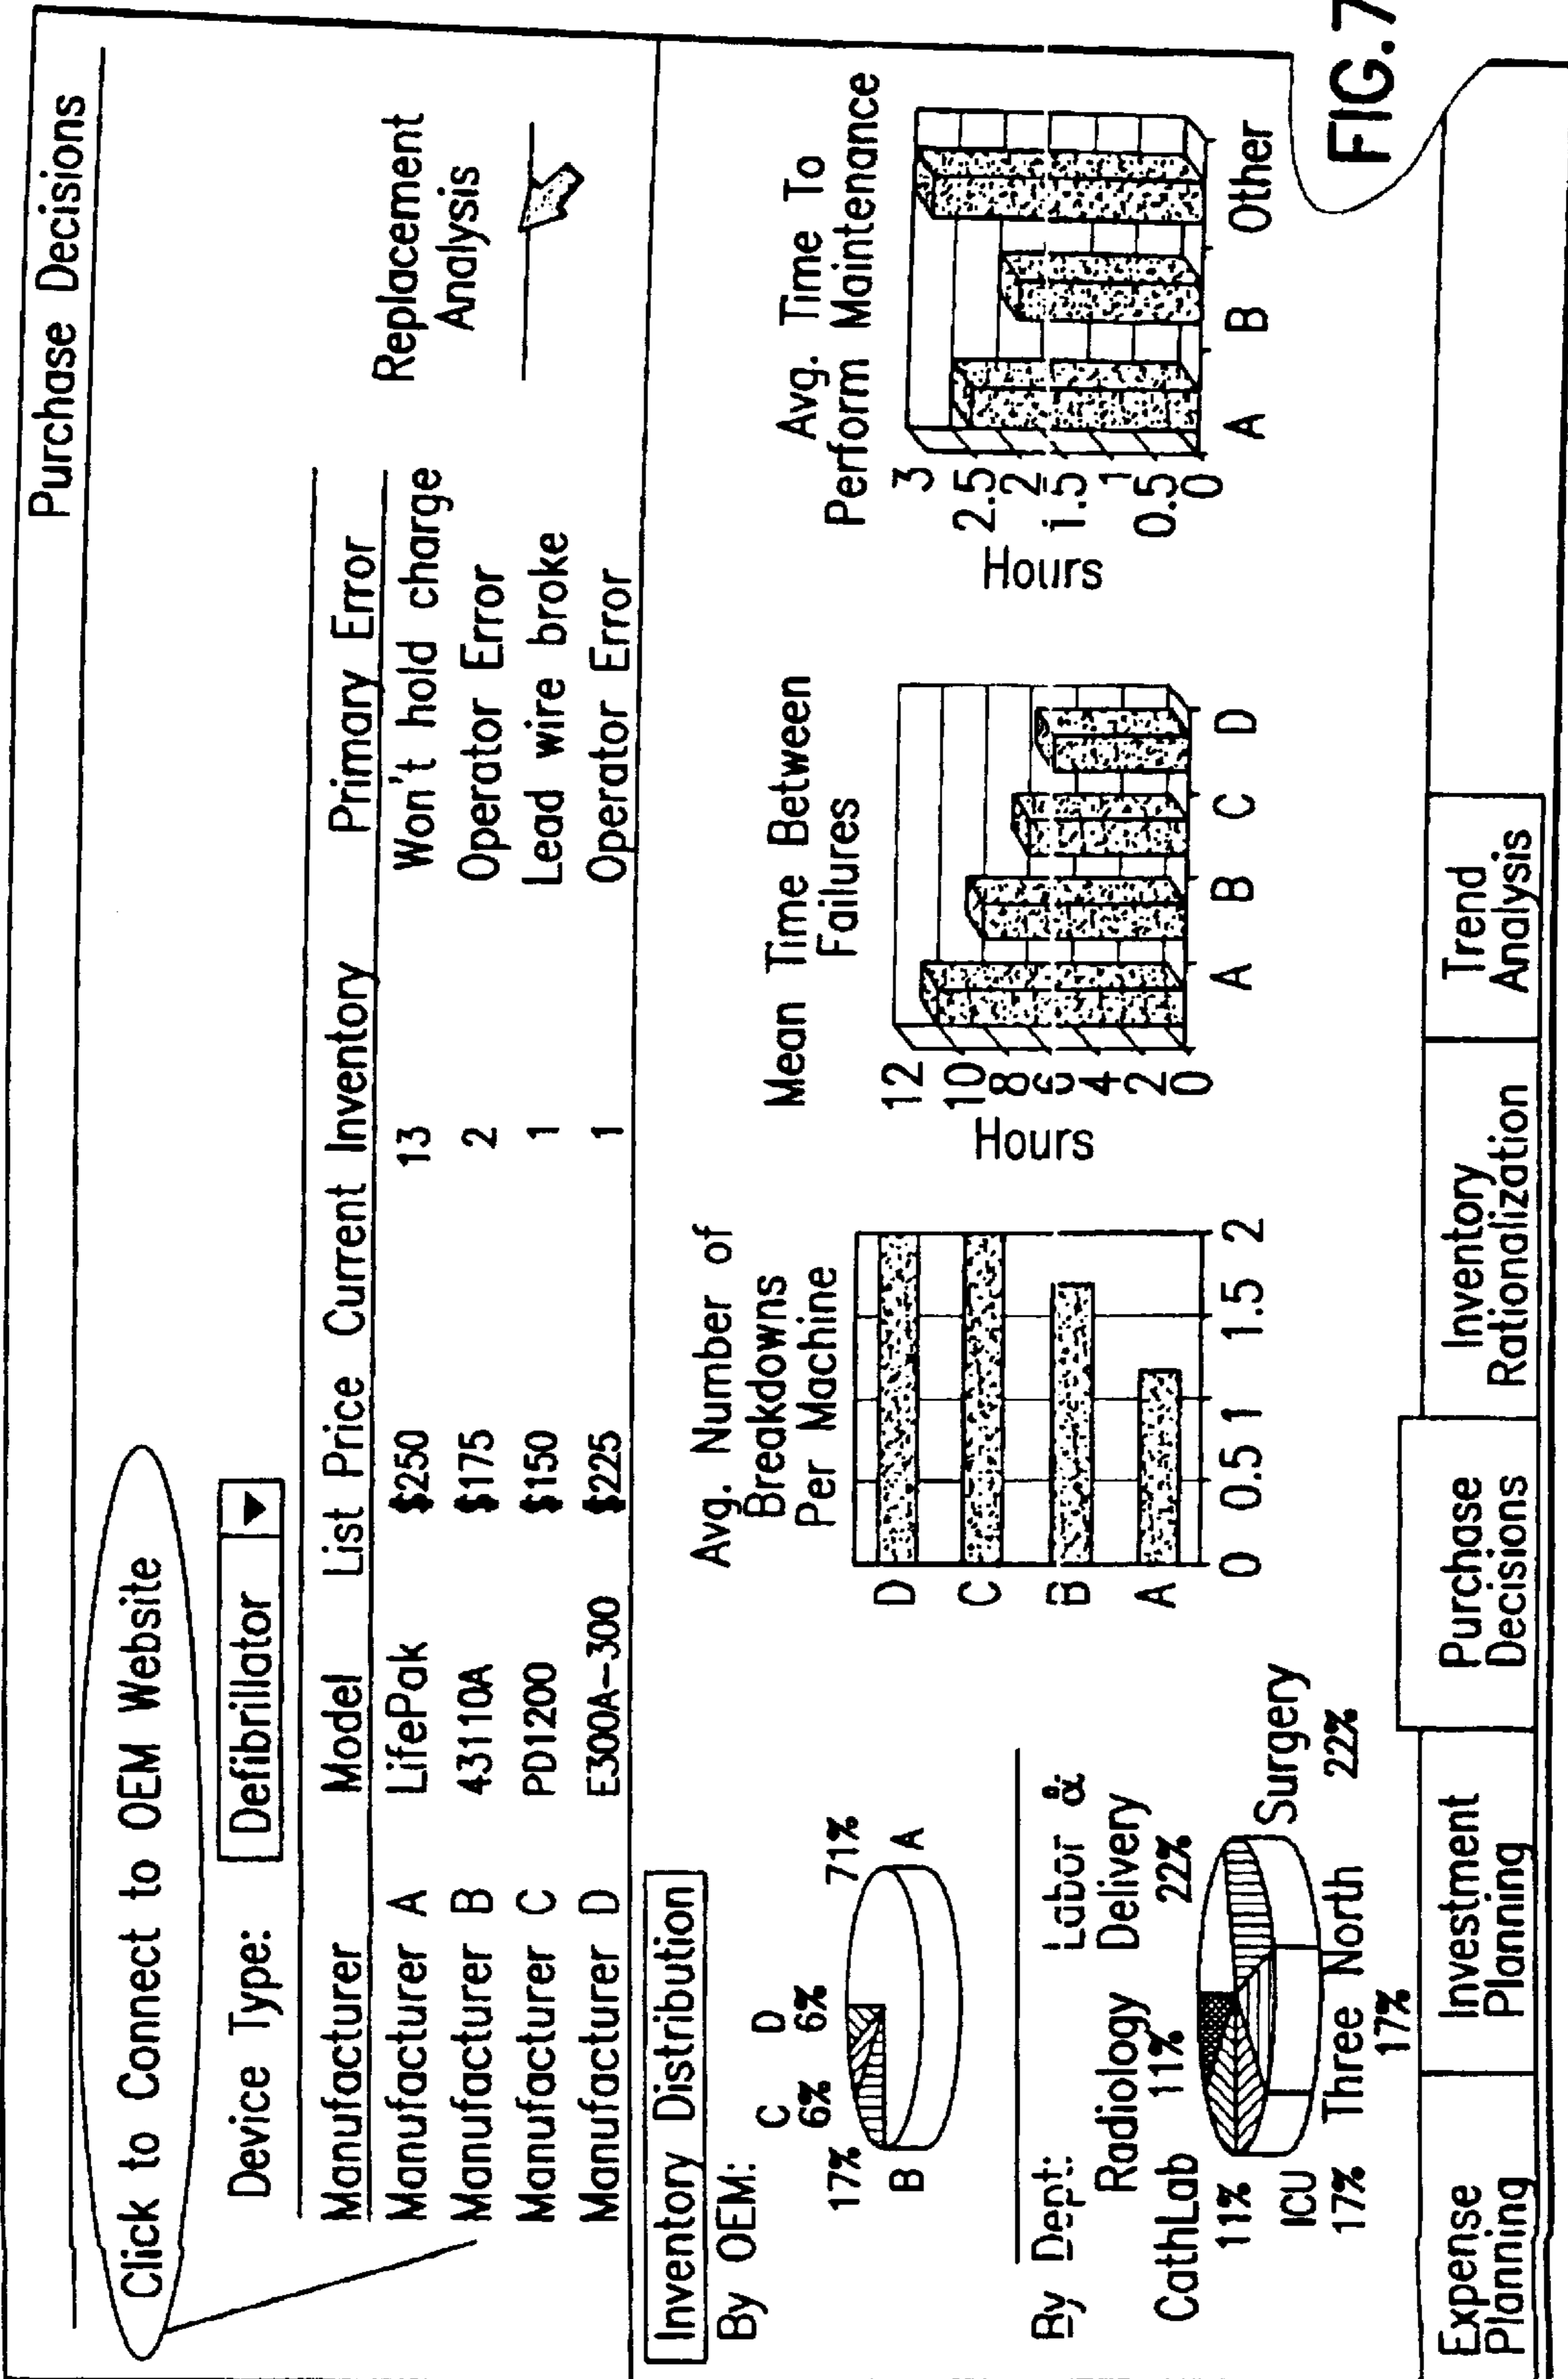 Purchase Decisions
Click to Connect to OEM Website
Device Type: Defibrillator
Manufacturer Model List Price Current Inventory Primary Error
Manufacturer A LifePak $250 13 Won't hold charge
Manufacturer B 43110A $175 2 Operator Error
Manufacturer C PD1200 $150 1 Lead wire broke
Manufacturer D E300A-300 $225 1 Operator Error
Replacement
Analysis
Inventory Distribution
By OEM:
C D
6% 6%
17% 71%
B A
By Dept:
Radiology
11%
Labor &
Delivery
22%
CathLab
11%
Surgery
22%
ICU
17%
Three North
17%
Avg. Number of
Breakdowns
Per Machine
D
C
B
A
0 0.5 1 1.5 2
Mean Time Between
Failures
Hours
12
10
8
6
4
2
0
A B C D
Avg. Time To
Perform Maintenance
Hours
3
2.5
2
1.5
1
0.5
0
A B Other
Expense
Planning
Investment
Planning
Purchase
Decisions
Inventory
Rationalization
Trend
Analysis
FIG.7